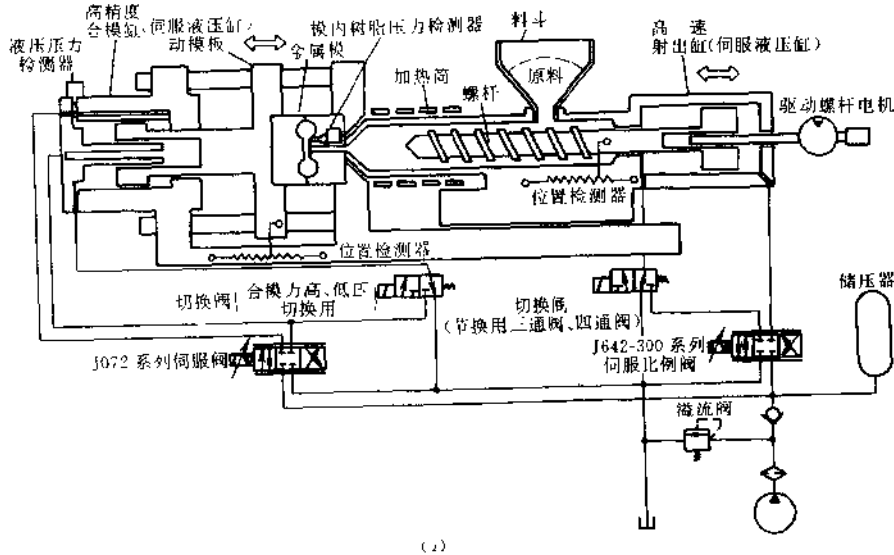 高精度
合模缸、伺服液压缸
动模板
液压压力
检测器
模内树脂压力检测器
金属模
加热筒
料斗
原料
螺杆
高速
射出缸(伺服液压缸)
驱动螺杆电机
位置检测器
位置检测器
切换阀
合模力高、低压
切换用
切换阀
(节换用三通阀、四通阀)
储压器
J072 系列伺服阀
J642-300 系列
伺服比例阀
溢流阀